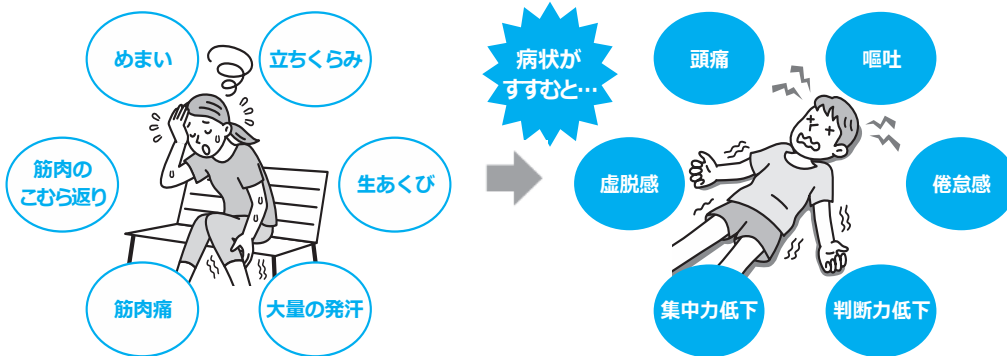 めまい
立ちくらみ
筋肉の
こむら返り
生あくび
筋肉痛
大量の発汗
病状が
すすむと…
頭痛
嘔吐
虚脱感
倦怠感
集中力低下
判断力低下